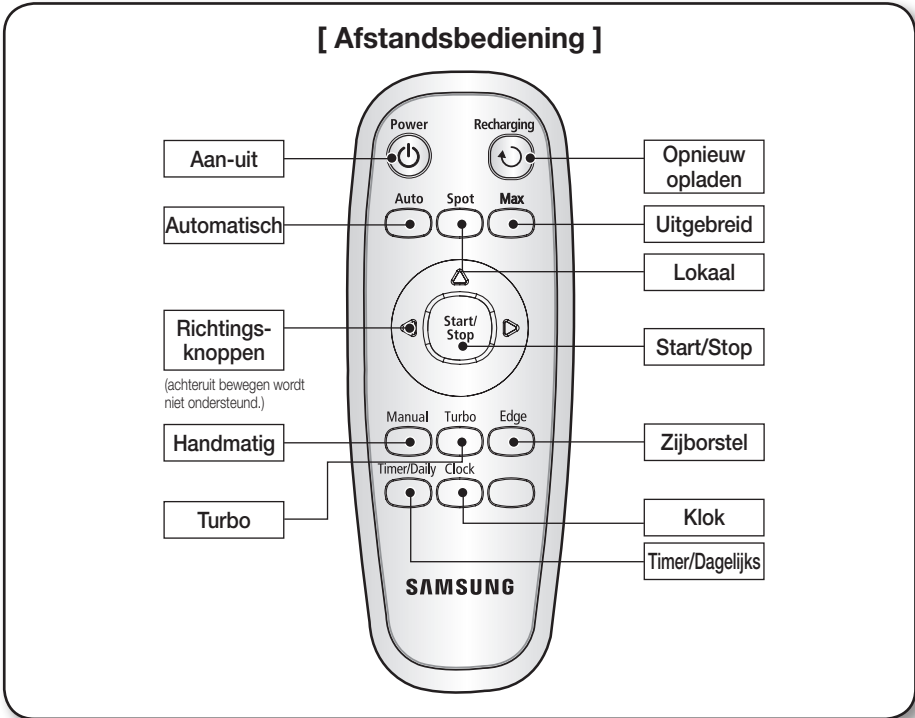 [ Afstandsbediening ]
Power
Recharging
Aan-uit
Opnieuw
opladen
Auto
Spot
Max
Automatisch
Uitgebreid
Lokaal
Start/
Stop
Richtings-
knoppen
(achteruit bewegen wordt
niet ondersteund.)
Start/Stop
Manual
Turbo
Edge
Handmatig
Zijborstel
Timer/Daily
Clock
Turbo
Klok
Timer/Dagelijks
SAMSUNG